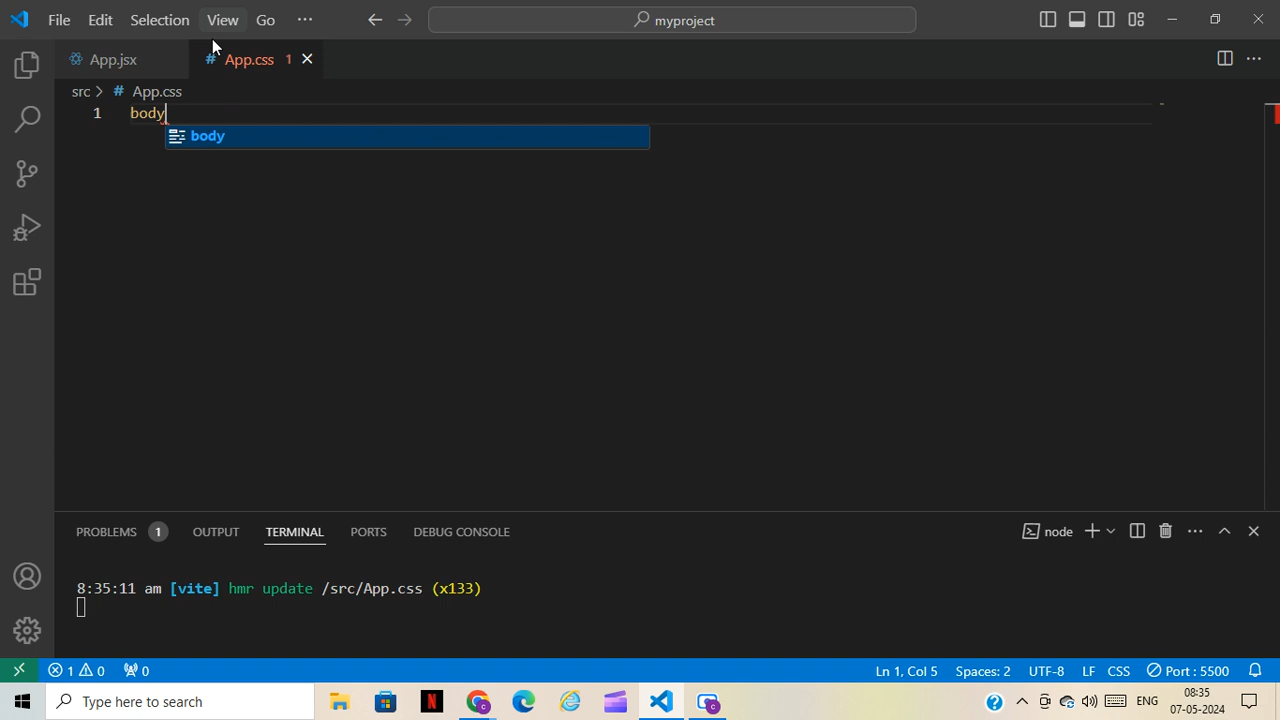 File Edit Selection View Go ··· myproject
App.jsx # App.css 1
src > # App.css
1 body
body
PROBLEMS 1 OUTPUT TERMINAL PORTS DEBUG CONSOLE node
8:35:11 am [vite] hmr update /src/App.css (x133)
1 0 0 Ln 1, Col 5 Spaces: 2 UTF-8 LF CSS Port : 5500
Type here to search ENG 08:35
07-05-2024